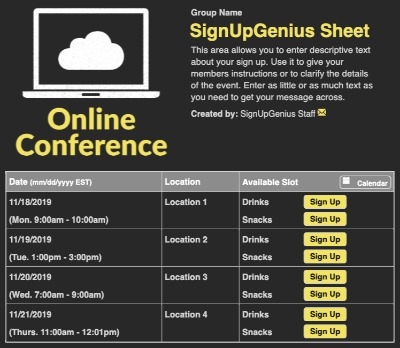 Online
Conference
Group Name
SignUpGenius Sheet
This area allows you to enter descriptive text
about your sign up. Use it to give your
members instructions or to clarify the details
of the event. Enter as little or as much text as
you need to get your message across.
Created by: SignUpGenius Staff
Date (mm/dd/yyyy EST) Location Available Slot Calendar
11/18/2019 Location 1 Drinks Sign Up
(Mon. 9:00am - 10:00am) Snacks Sign Up
11/19/2019 Location 2 Drinks Sign Up
(Tue. 1:00pm - 3:00pm) Snacks Sign Up
11/20/2019 Location 3 Drinks Sign Up
(Wed. 7:00am - 9:00am) Snacks Sign Up
11/21/2019 Location 4 Drinks Sign Up
(Thurs. 11:00am - 12:01pm) Snacks Sign Up